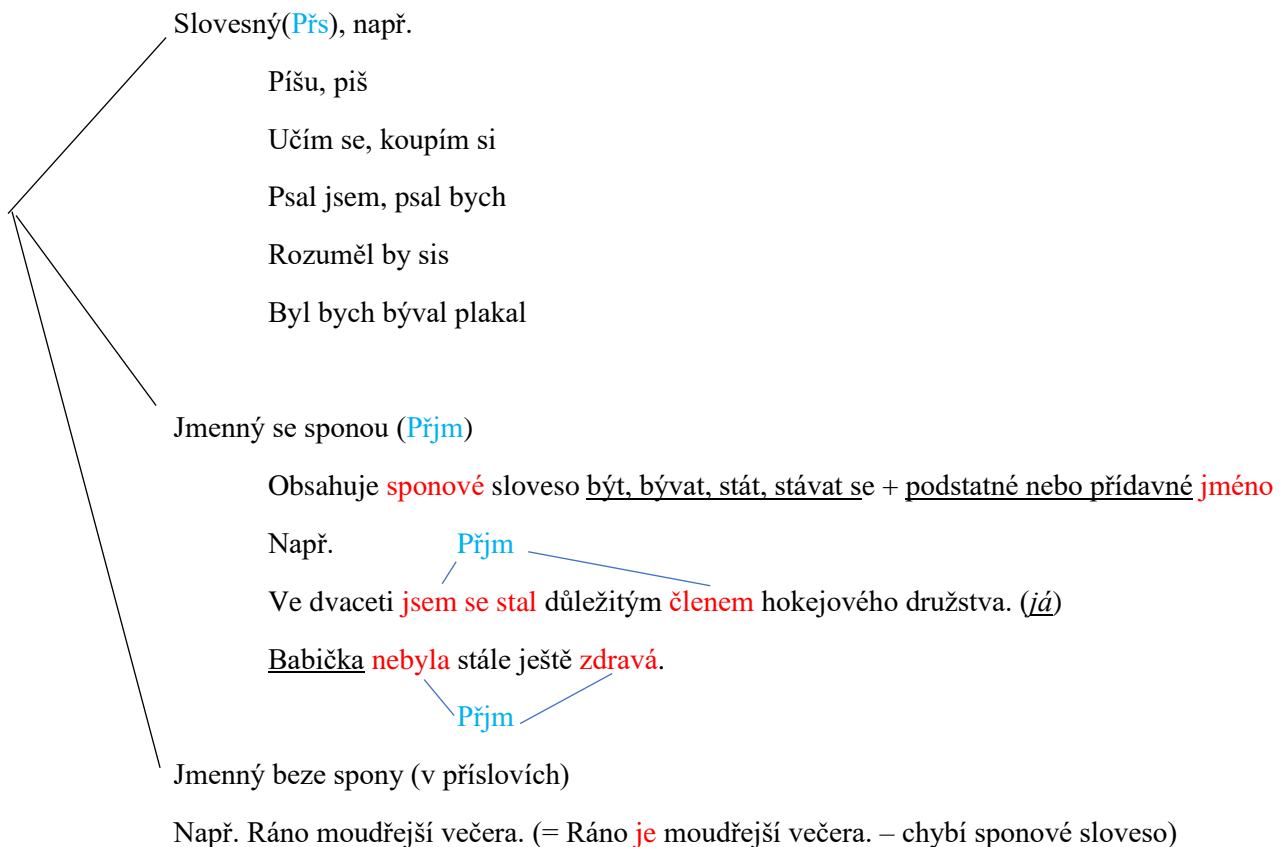 Slovesný(Přs), např.
Píšu, piš
Učím se, koupím si
Psal jsem, psal bych
Rozuměl by sis
Byl bych býval plakal
Jmenný se sponou (Přjm)
Obsahuje sponové sloveso být, bývat, stát, stávat se + podstatné nebo přídavné jméno
Např. Přjm
Ve dvaceti jsem se stal důležitým členem hokejového družstva. (já)
Babička nebyla stále ještě zdravá.
Přjm
Jmenný beze spony (v příslovích)
Např. Ráno moudřejší večera. (= Ráno je moudřejší večera. – chybí sponové sloveso)